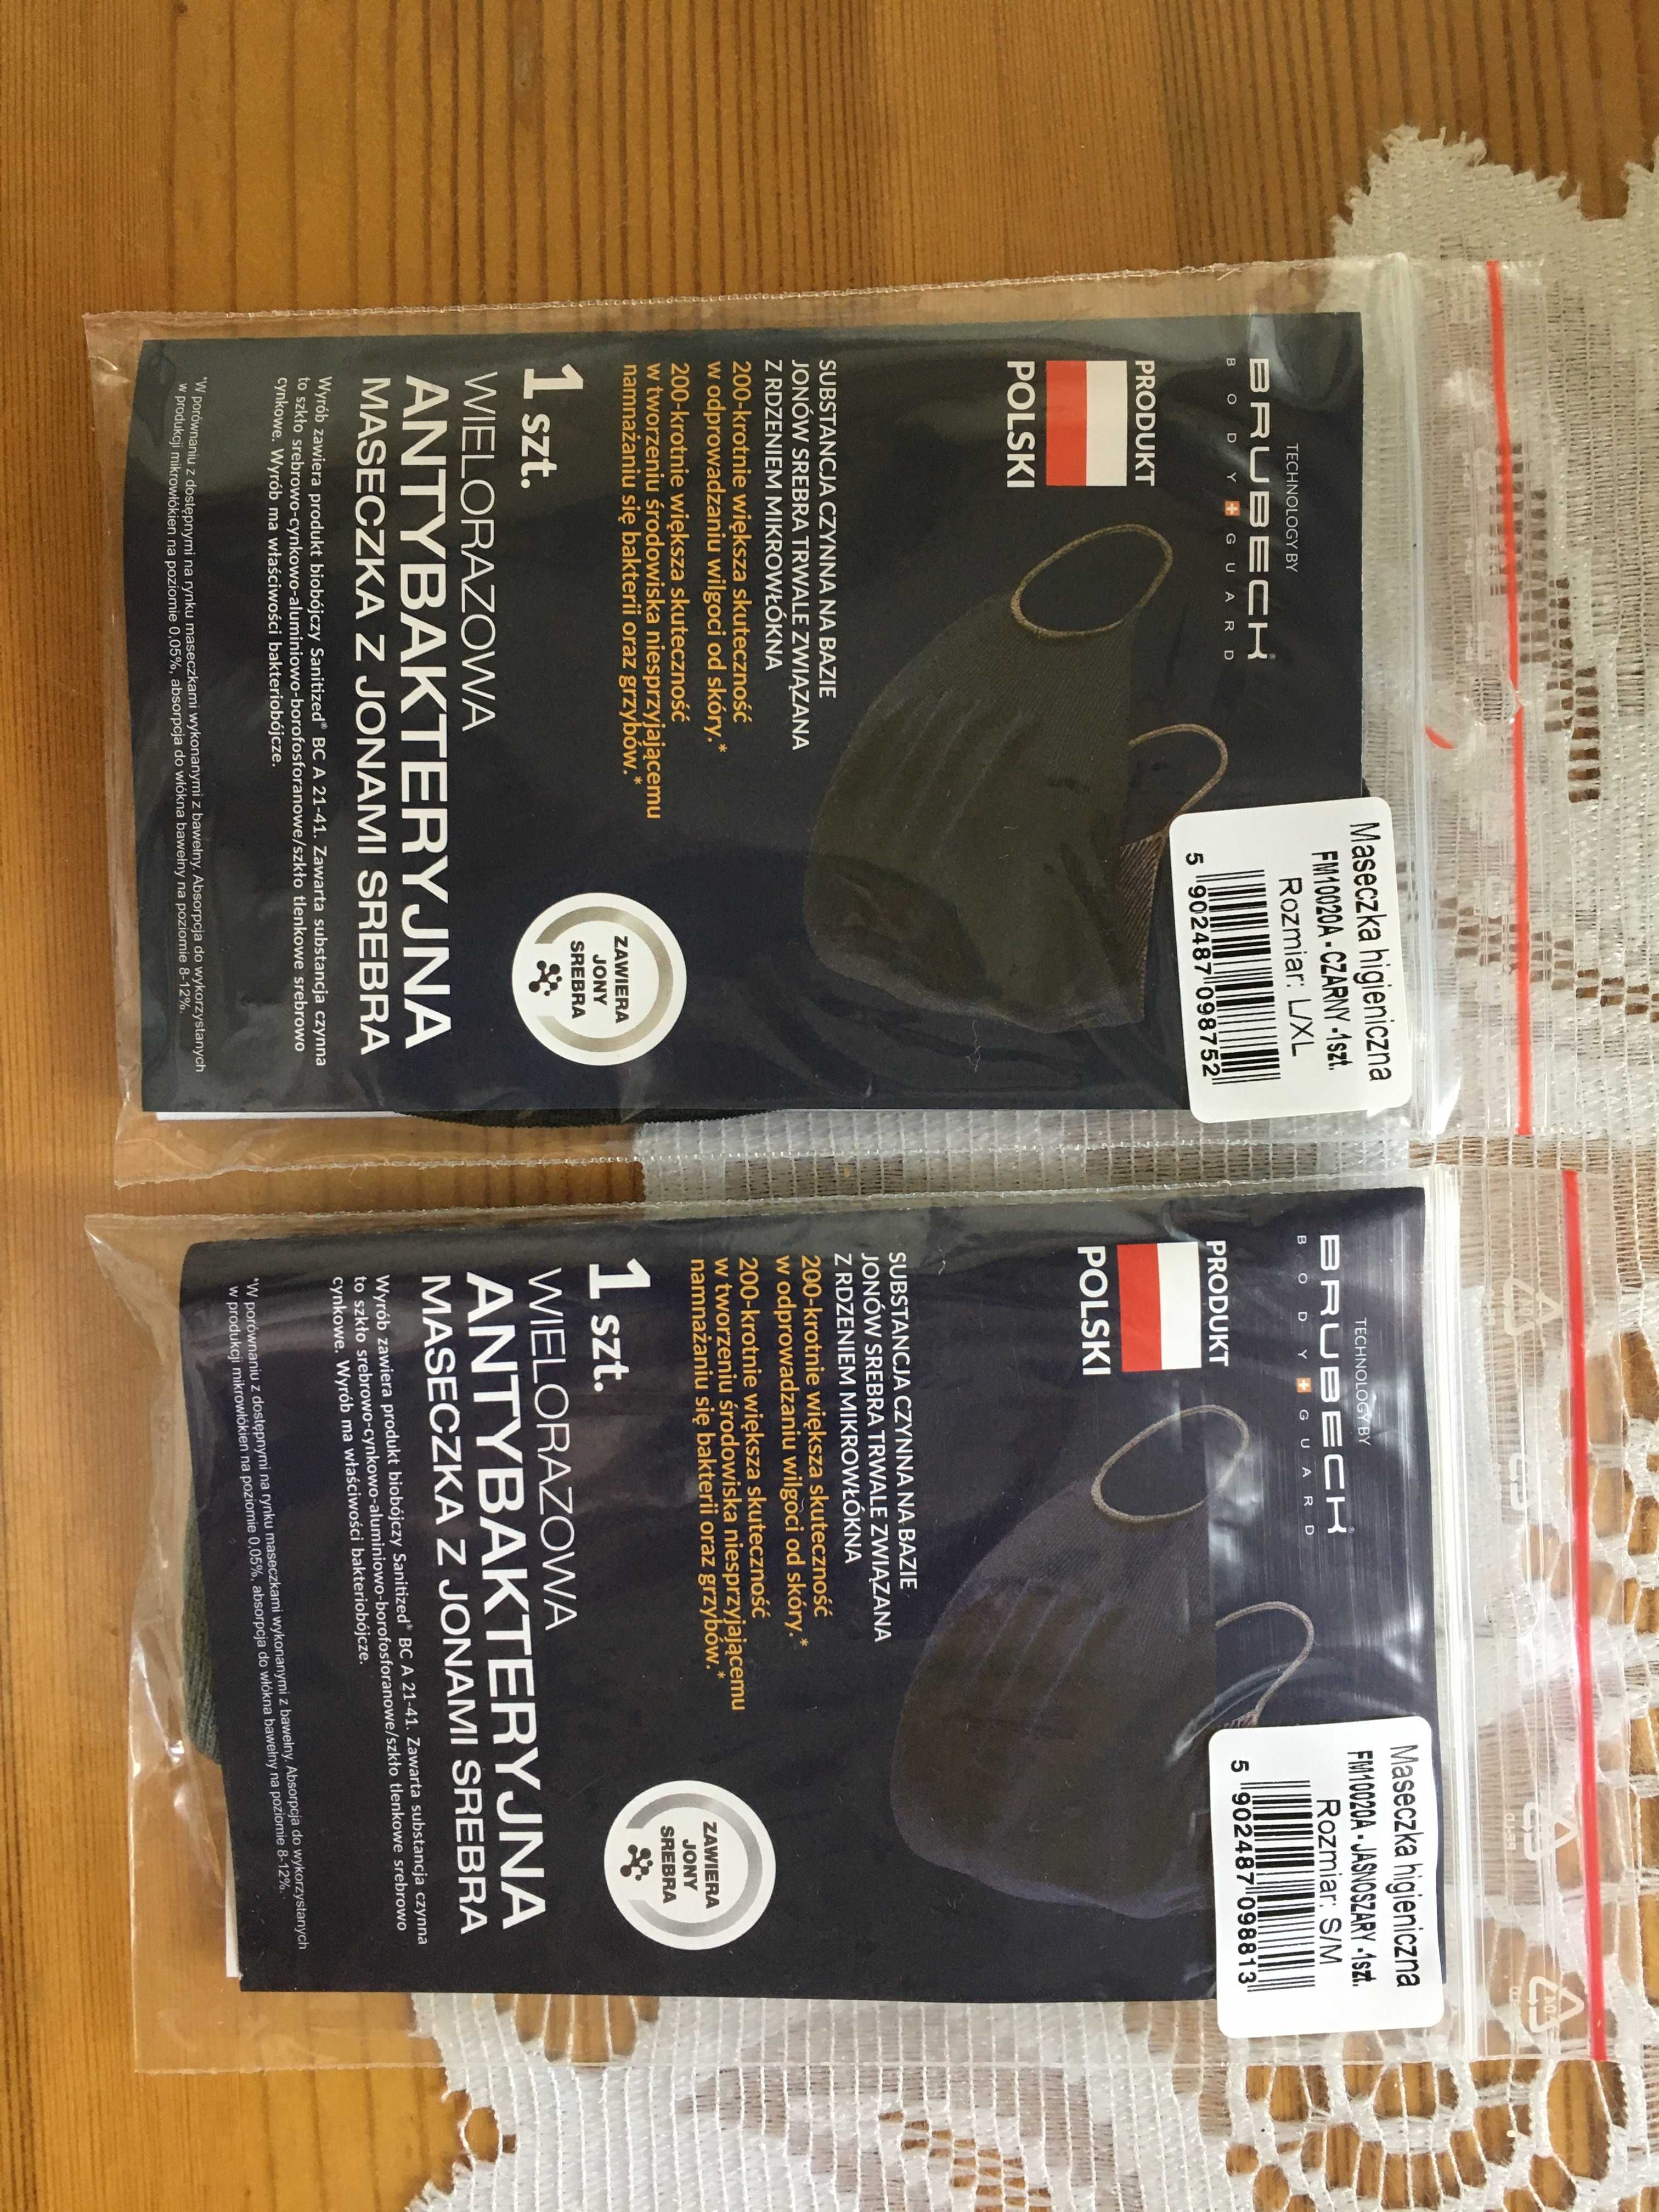 TECHNOLOGY BY
BRUBECK®
BODY GUARD
PRODUKT
POLSKI
Maseczka higieniczna
FM10020A - CZARNY -1szt.
Rozmiar: L/XL
5 902487 098752
SUBSTANCJA CZYNNA NA BAZIE
JONÓW SREBRA TRWALE ZWIĄZANA
Z RDZENIEM MIKROWŁÓKNA
200-krotnie większa skuteczność
w odprowadzaniu wilgoci od skóry.*
200-krotnie większa skuteczność
w tworzeniu środowiska niesprzyjającemu
namnażaniu się bakterii oraz grzybów.*
ZAWIERA
JONY
SREBRA
1 szt.
WIELORAZOWA
ANTYBAKTERYJNA
MASECZKA Z JONAMI SREBRA
Wyrób zawiera produkt biobójczy Sanitized® BC A 21-41. Zawarta substancja czynna
to szkło srebrowo-cynkowo-aluminiowo-borofosforanowe/szkło tlenkowe srebrowo
cynkowe. Wyrób ma właściwości bakteriobójcze.
*W porównaniu z dostępnymi na rynku maseczkami wykonanymi z bawełny. Absorpcja do wykorzystanych
w produkcji mikrowłókien na poziomie 0,05%, absorpcja do włókna bawełny na poziomie 8-12%.
TECHNOLOGY BY
BRUBECK®
BODY GUARD
PRODUKT
POLSKI
Maseczka higieniczna
FM10020A - JASNOSZARY -1szt.
Rozmiar: S/M
5 902487 098813
SUBSTANCJA CZYNNA NA BAZIE
JONÓW SREBRA TRWALE ZWIĄZANA
Z RDZENIEM MIKROWŁÓKNA
200-krotnie większa skuteczność
w odprowadzaniu wilgoci od skóry.*
200-krotnie większa skuteczność
w tworzeniu środowiska niesprzyjającemu
namnażaniu się bakterii oraz grzybów.*
ZAWIERA
JONY
SREBRA
1 szt.
WIELORAZOWA
ANTYBAKTERYJNA
MASECZKA Z JONAMI SREBRA
Wyrób zawiera produkt biobójczy Sanitized® BC A 21-41. Zawarta substancja czynna
to szkło srebrowo-cynkowo-aluminiowo-borofosforanowe/szkło tlenkowe srebrowo
cynkowe. Wyrób ma właściwości bakteriobójcze.
*W porównaniu z dostępnymi na rynku maseczkami wykonanymi z bawełny. Absorpcja do wykorzystanych
w produkcji mikrowłókien na poziomie 0,05%, absorpcja do włókna bawełny na poziomie 8-12%.